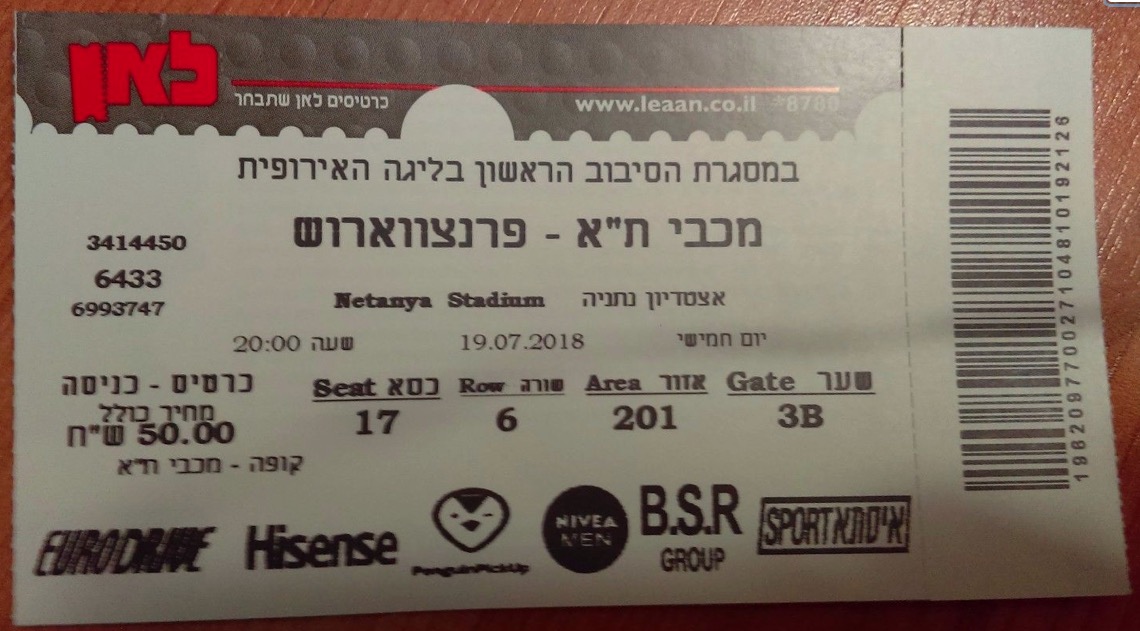 לאן
כרטיסים לאן שתבחר
www.leaan.co.il *8780
במסגרת הסיבוב הראשון בליגה האירופית
מכבי ת"א - פרנצווארוש
3414450
6433
6993747
Netanya Stadium אצטדיון נתניה
יום חמישי 19.07.2018 שעה 20:00
שער Gate אזור Area שורה Row כסא Seat
3B 201 6 17
כרטיס - כניסה
מחיר כולל
50.00 ש"ח
קופה - מכבי ת"א
EURODRIVE Hisense PenguinPickUp NIVEA MEN B.S.R GROUP איסתא SPORT
196209770027104810192126